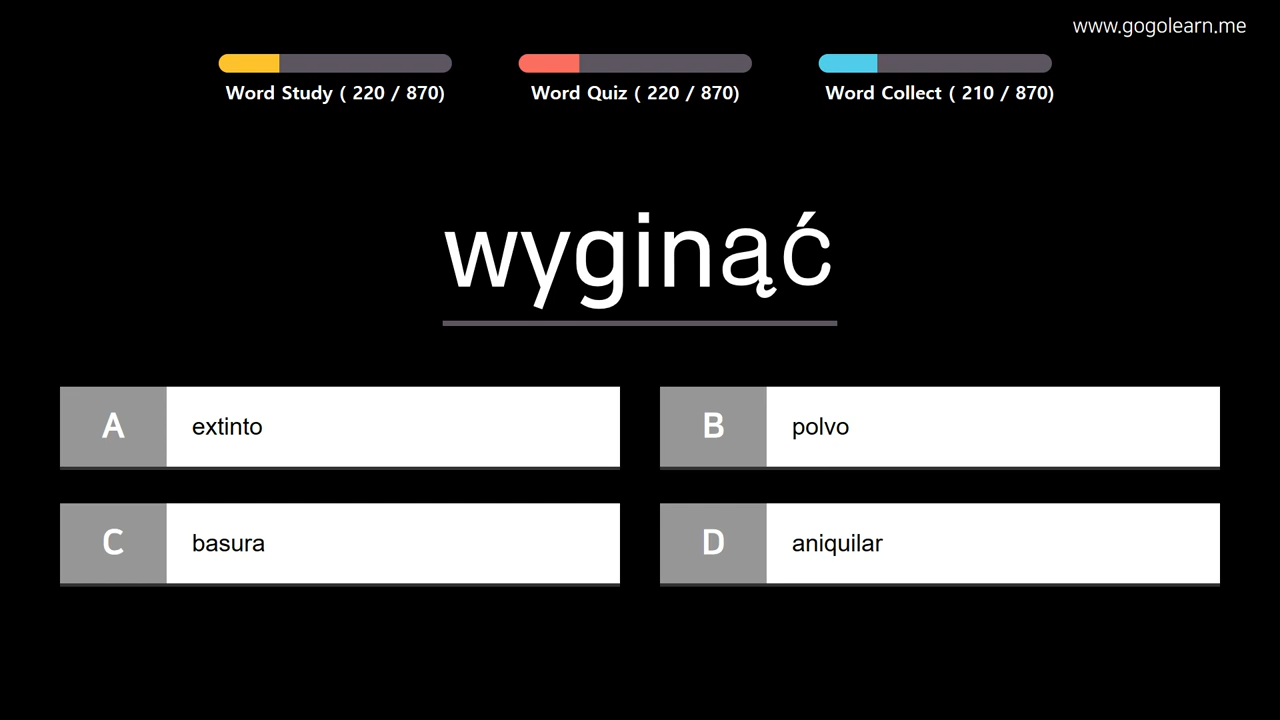 www.gogolearn.me
Word Study ( 220 / 870)
Word Quiz ( 220 / 870)
Word Collect ( 210 / 870)
wyginąć
A extinto
B polvo
C basura
D aniquilar